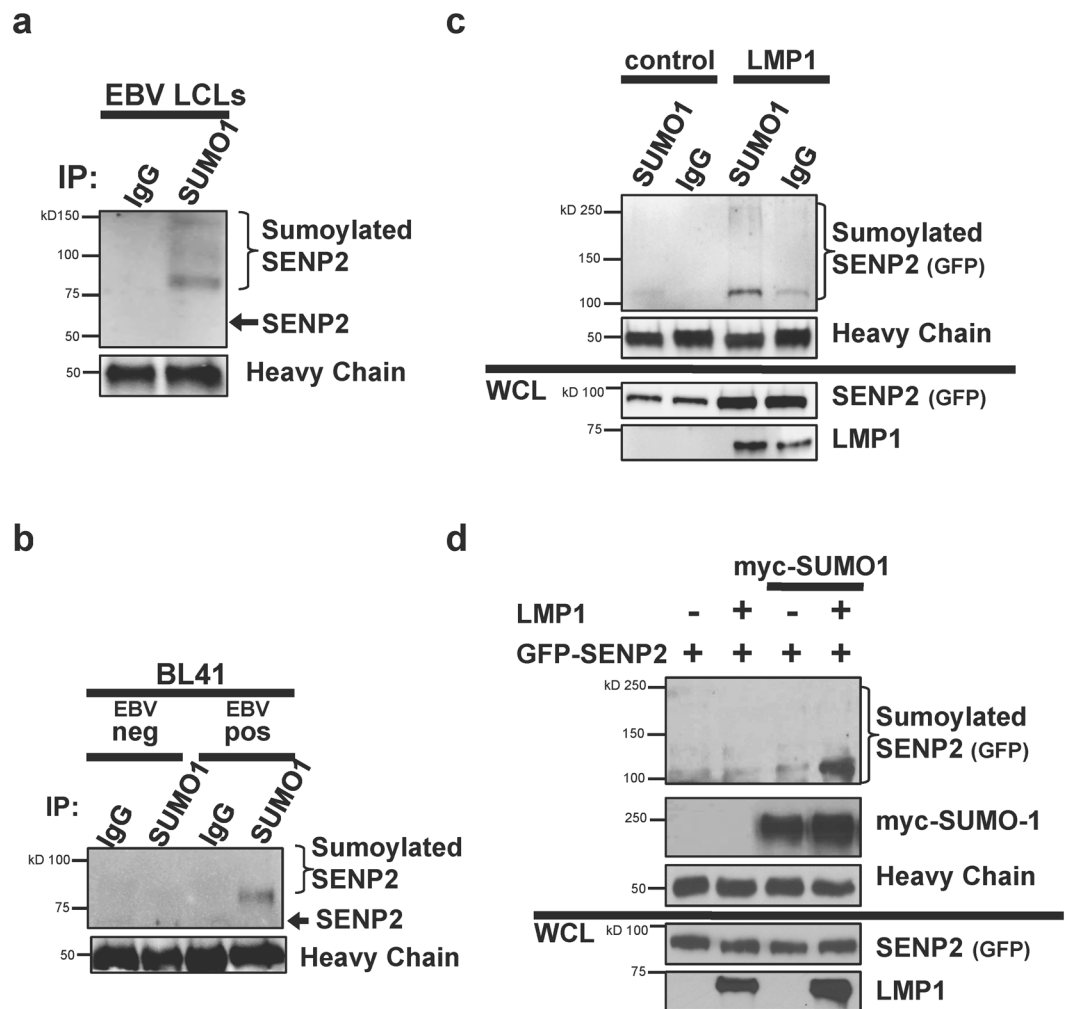 a
EBV LCLs
IP:
IgG
SUMO1
kD150
100
75
50
Sumoylated
SENP2
SENP2
50
Heavy Chain
c
control
LMP1
SUMO1
IgG
SUMO1
IgG
kD 250
150
100
Sumoylated
SENP2 (GFP)
50
Heavy Chain
WCL
kD 100
SENP2 (GFP)
75
LMP1
b
BL41
EBV
neg
EBV
pos
IP:
IgG
SUMO1
IgG
SUMO1
kD 100
75
Sumoylated
SENP2
SENP2
50
Heavy Chain
d
myc-SUMO1
LMP1 - + - +
GFP-SENP2 + + + +
kD 250
150
100
Sumoylated
SENP2 (GFP)
250
myc-SUMO-1
50
Heavy Chain
WCL
kD 100
SENP2 (GFP)
75
LMP1